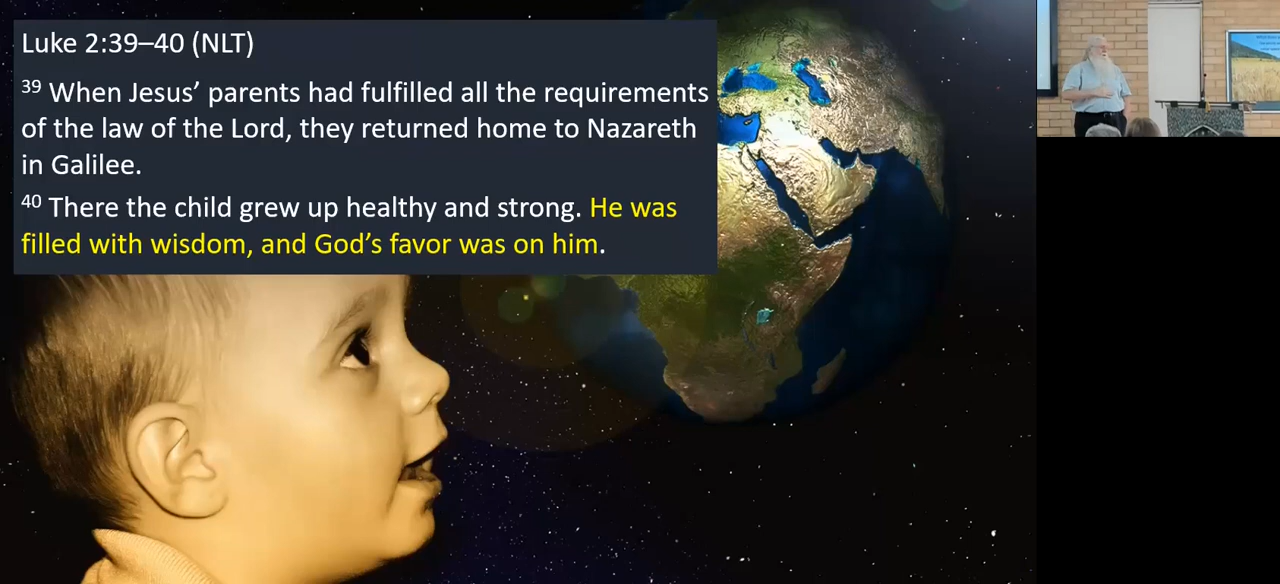 Luke 2:39–40 (NLT)
³⁹ When Jesus’ parents had fulfilled all the requirements
of the law of the Lord, they returned home to Nazareth
in Galilee.
⁴⁰ There the child grew up healthy and strong. He was
filled with wisdom, and God’s favor was on him.